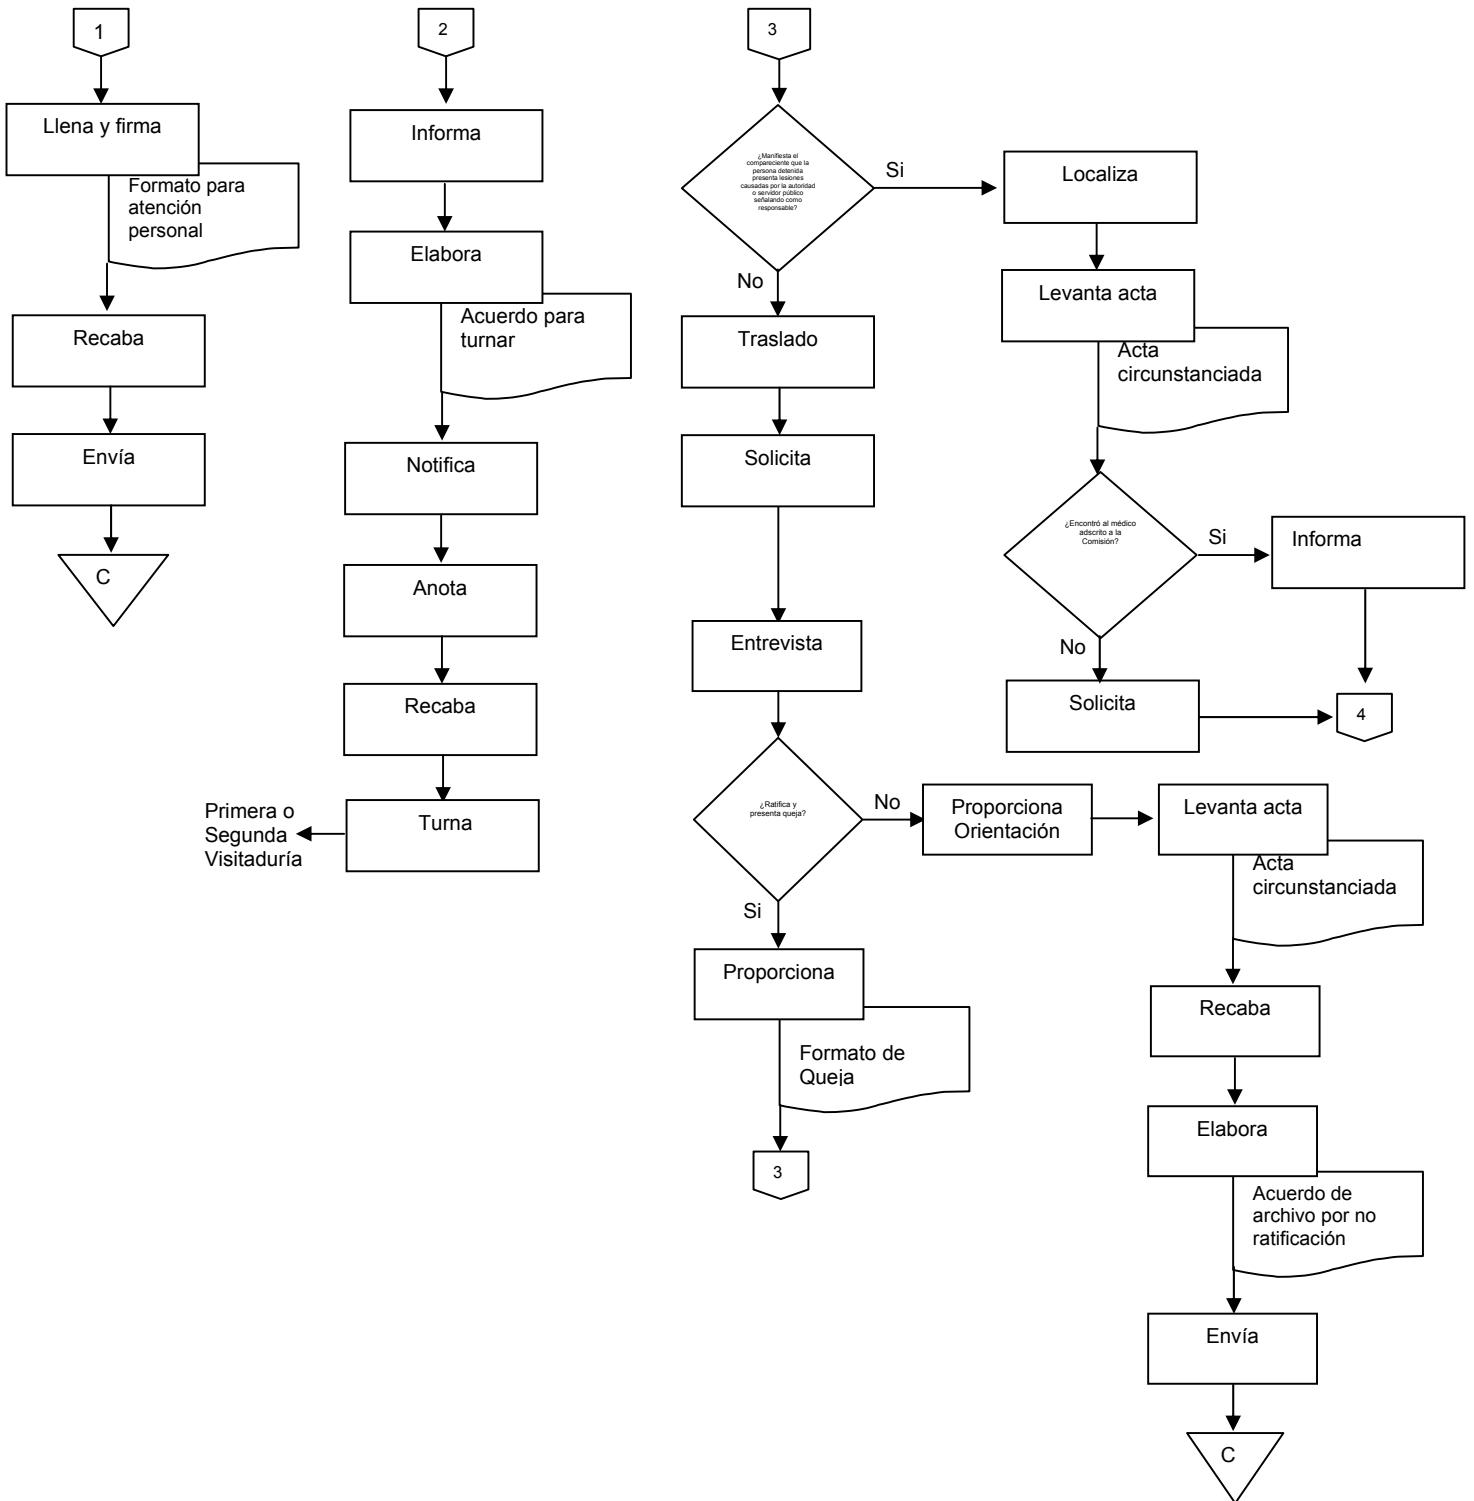 1
Llena y firma
Formato para
atención
personal
Recaba
Envía
C
2
Informa
Elabora
Acuerdo para
turnar
Notifica
Anota
Recaba
Turna
Primera o
Segunda
Visitaduría
3
¿Manifiesta el
compareciente que la
persona detenida
presenta lesiones
causadas por la autoridad
o servidor público
señalando como
responsable?
Si
No
Localiza
Levanta acta
Acta
circunstanciada
¿Encontró al médico
adscrito a la
Comisión?
Si
Informa
No
Solicita
4
Traslado
Solicita
Entrevista
¿Ratifica y
presenta queja?
No
Proporciona
Orientación
Levanta acta
Acta
circunstanciada
Recaba
Elabora
Acuerdo de
archivo por no
ratificación
Envía
C
Si
Proporciona
Formato de
Queja
3